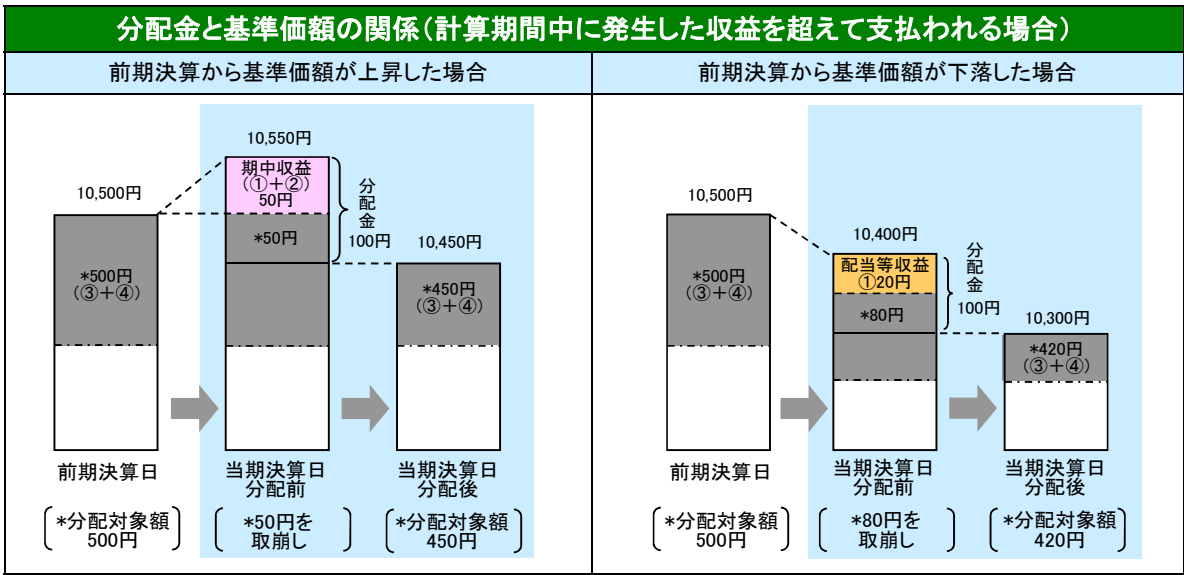 分配金と基準価額の関係(計算期間中に発生した収益を超えて支払われる場合)
前期決算から基準価額が上昇した場合
10,500円
*500円
(③+④)
前期決算日
*分配対象額
500円
10,550円
期中収益
(①+②)
50円
*50円
分配金
100円
当期決算日
分配前
*50円を
取崩し
10,450円
*450円
(③+④)
当期決算日
分配後
*分配対象額
450円
前期決算から基準価額が下落した場合
10,500円
*500円
(③+④)
前期決算日
*分配対象額
500円
10,400円
配当等収益
①20円
*80円
分配金
100円
当期決算日
分配前
*80円を
取崩し
10,300円
*420円
(③+④)
当期決算日
分配後
*分配対象額
420円